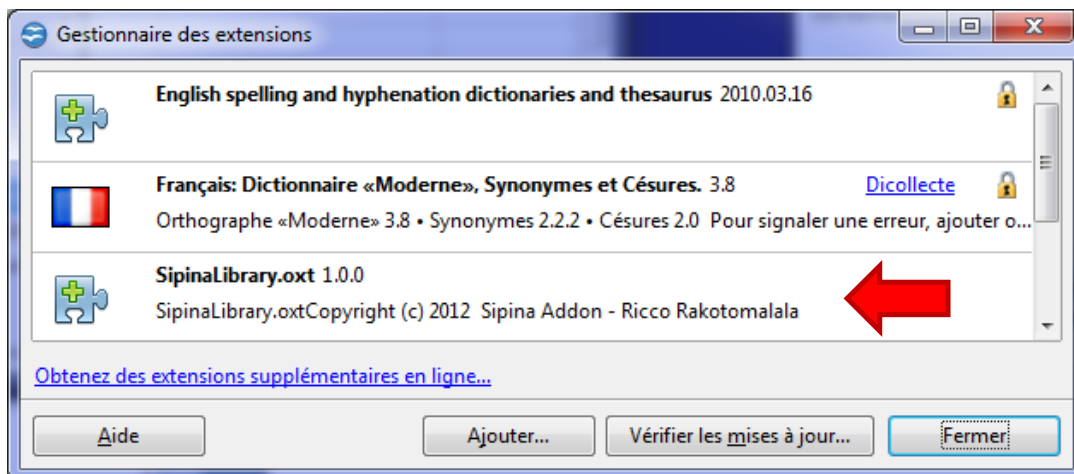 Gestionnaire des extensions
English spelling and hyphenation dictionaries and thesaurus 2010.03.16
Français: Dictionnaire «Moderne», Synonymes et Césures. 3.8 Dicollecte
Orthographe «Moderne» 3.8 • Synonymes 2.2.2 • Césures 2.0 Pour signaler une erreur, ajouter o...
SipinaLibrary.oxt 1.0.0
SipinaLibrary.oxtCopyright (c) 2012 Sipina Addon - Ricco Rakotomalala
Obtenez des extensions supplémentaires en ligne...
Aide Ajouter... Vérifier les mises à jour... Fermer